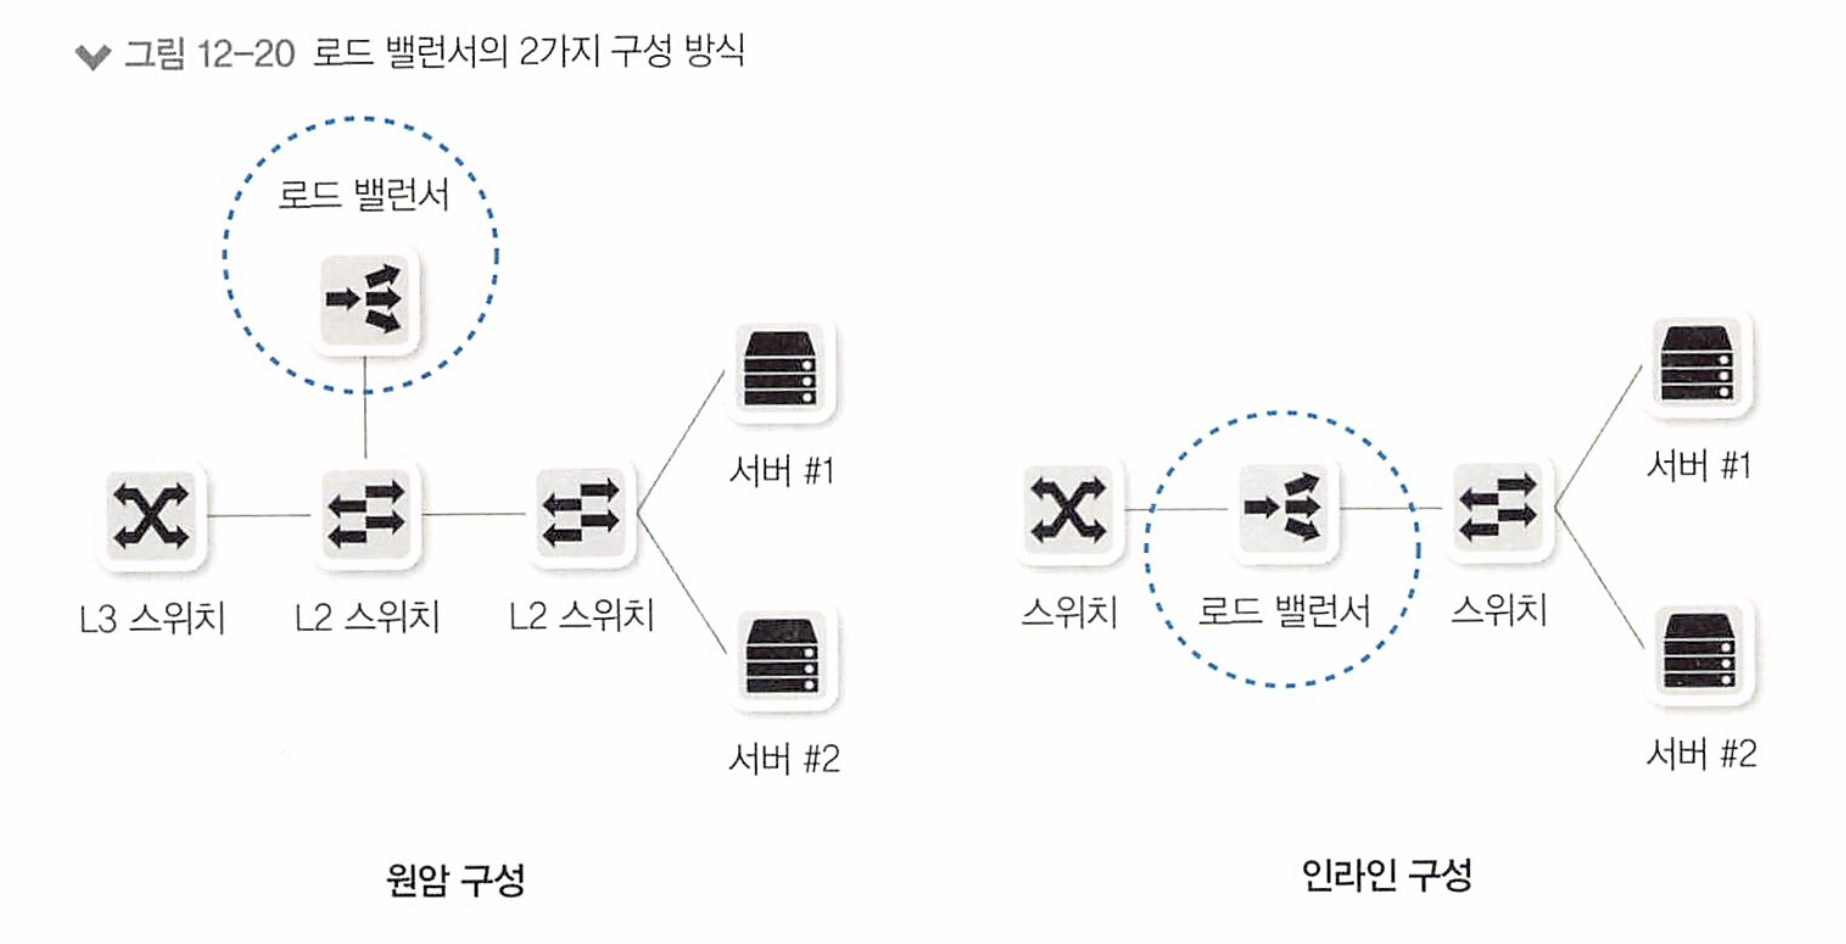 그림 12-20 로드 밸런서의 2가지 구성 방식
로드 밸런서
서버 #1
L3 스위치 L2 스위치 L2 스위치
서버 #2
원암 구성
서버 #1
스위치 로드 밸런서 스위치
서버 #2
인라인 구성